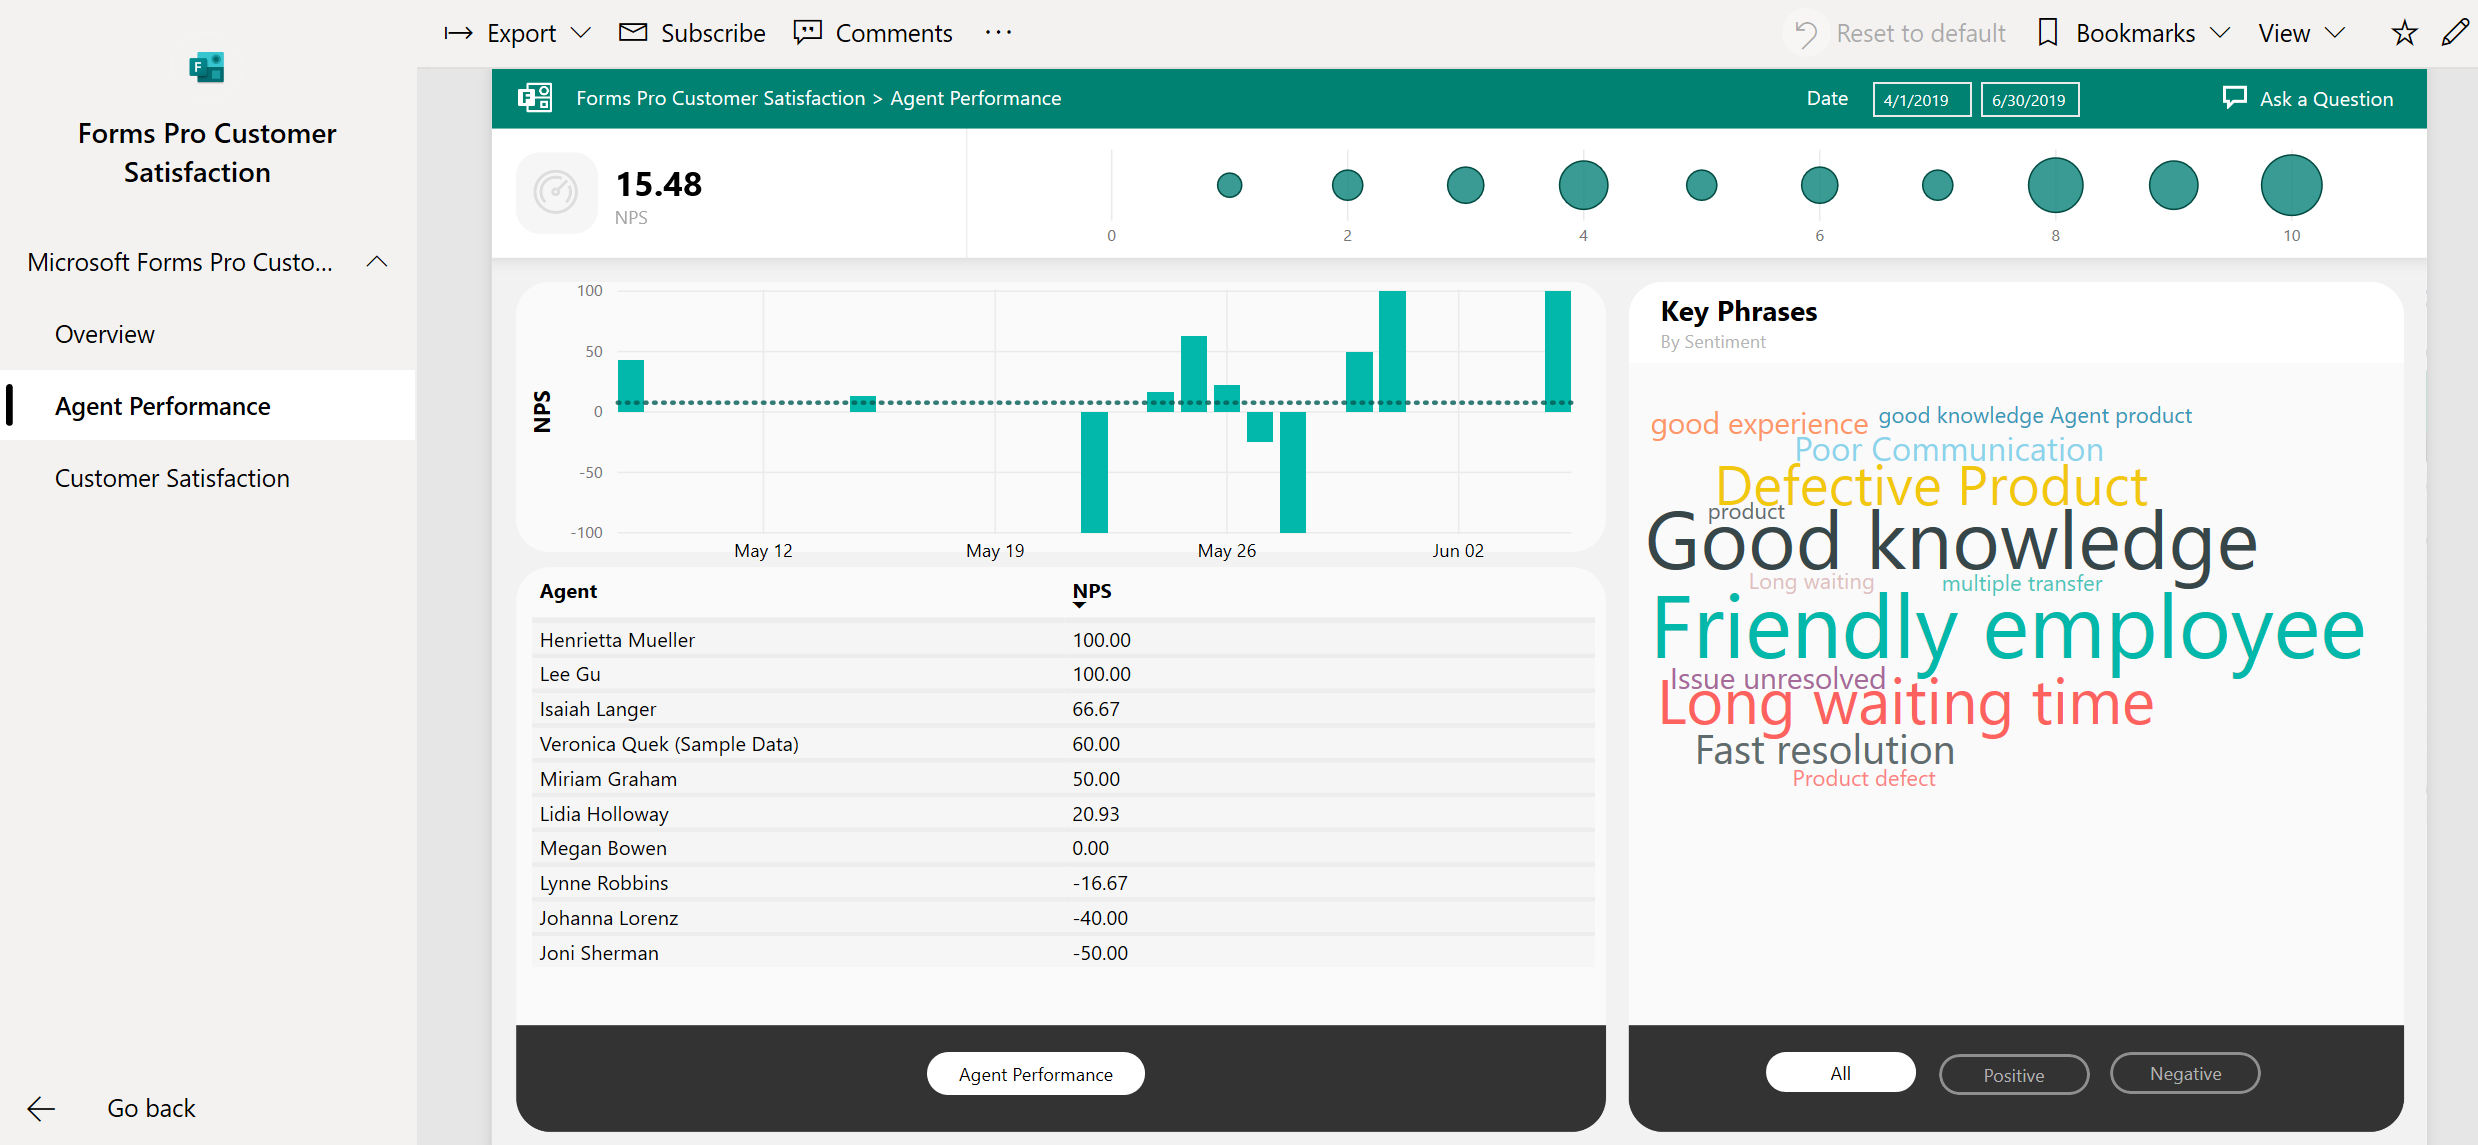 Export
Subscribe
Comments
Reset to default
Bookmarks
View
F
Forms Pro Customer
Satisfaction
Microsoft Forms Pro Custo...
Overview
Agent Performance
Customer Satisfaction
Go back
F
Forms Pro Customer Satisfaction > Agent Performance
Date
4/1/2019
6/30/2019
Ask a Question
15.48
NPS
0
2
4
6
8
10
100
50
0
-50
-100
NPS
May 12
May 19
May 26
Jun 02
Agent NPS
Henrietta Mueller 100.00
Lee Gu 100.00
Isaiah Langer 66.67
Veronica Quek (Sample Data) 60.00
Miriam Graham 50.00
Lidia Holloway 20.93
Megan Bowen 0.00
Lynne Robbins -16.67
Johanna Lorenz -40.00
Joni Sherman -50.00
Agent Performance
Key Phrases
By Sentiment
good experience
good knowledge Agent product
Poor Communication
Defective Product
product
Good knowledge
Long waiting
multiple transfer
Friendly employee
Issue unresolved
Long waiting time
Fast resolution
Product defect
All
Positive
Negative